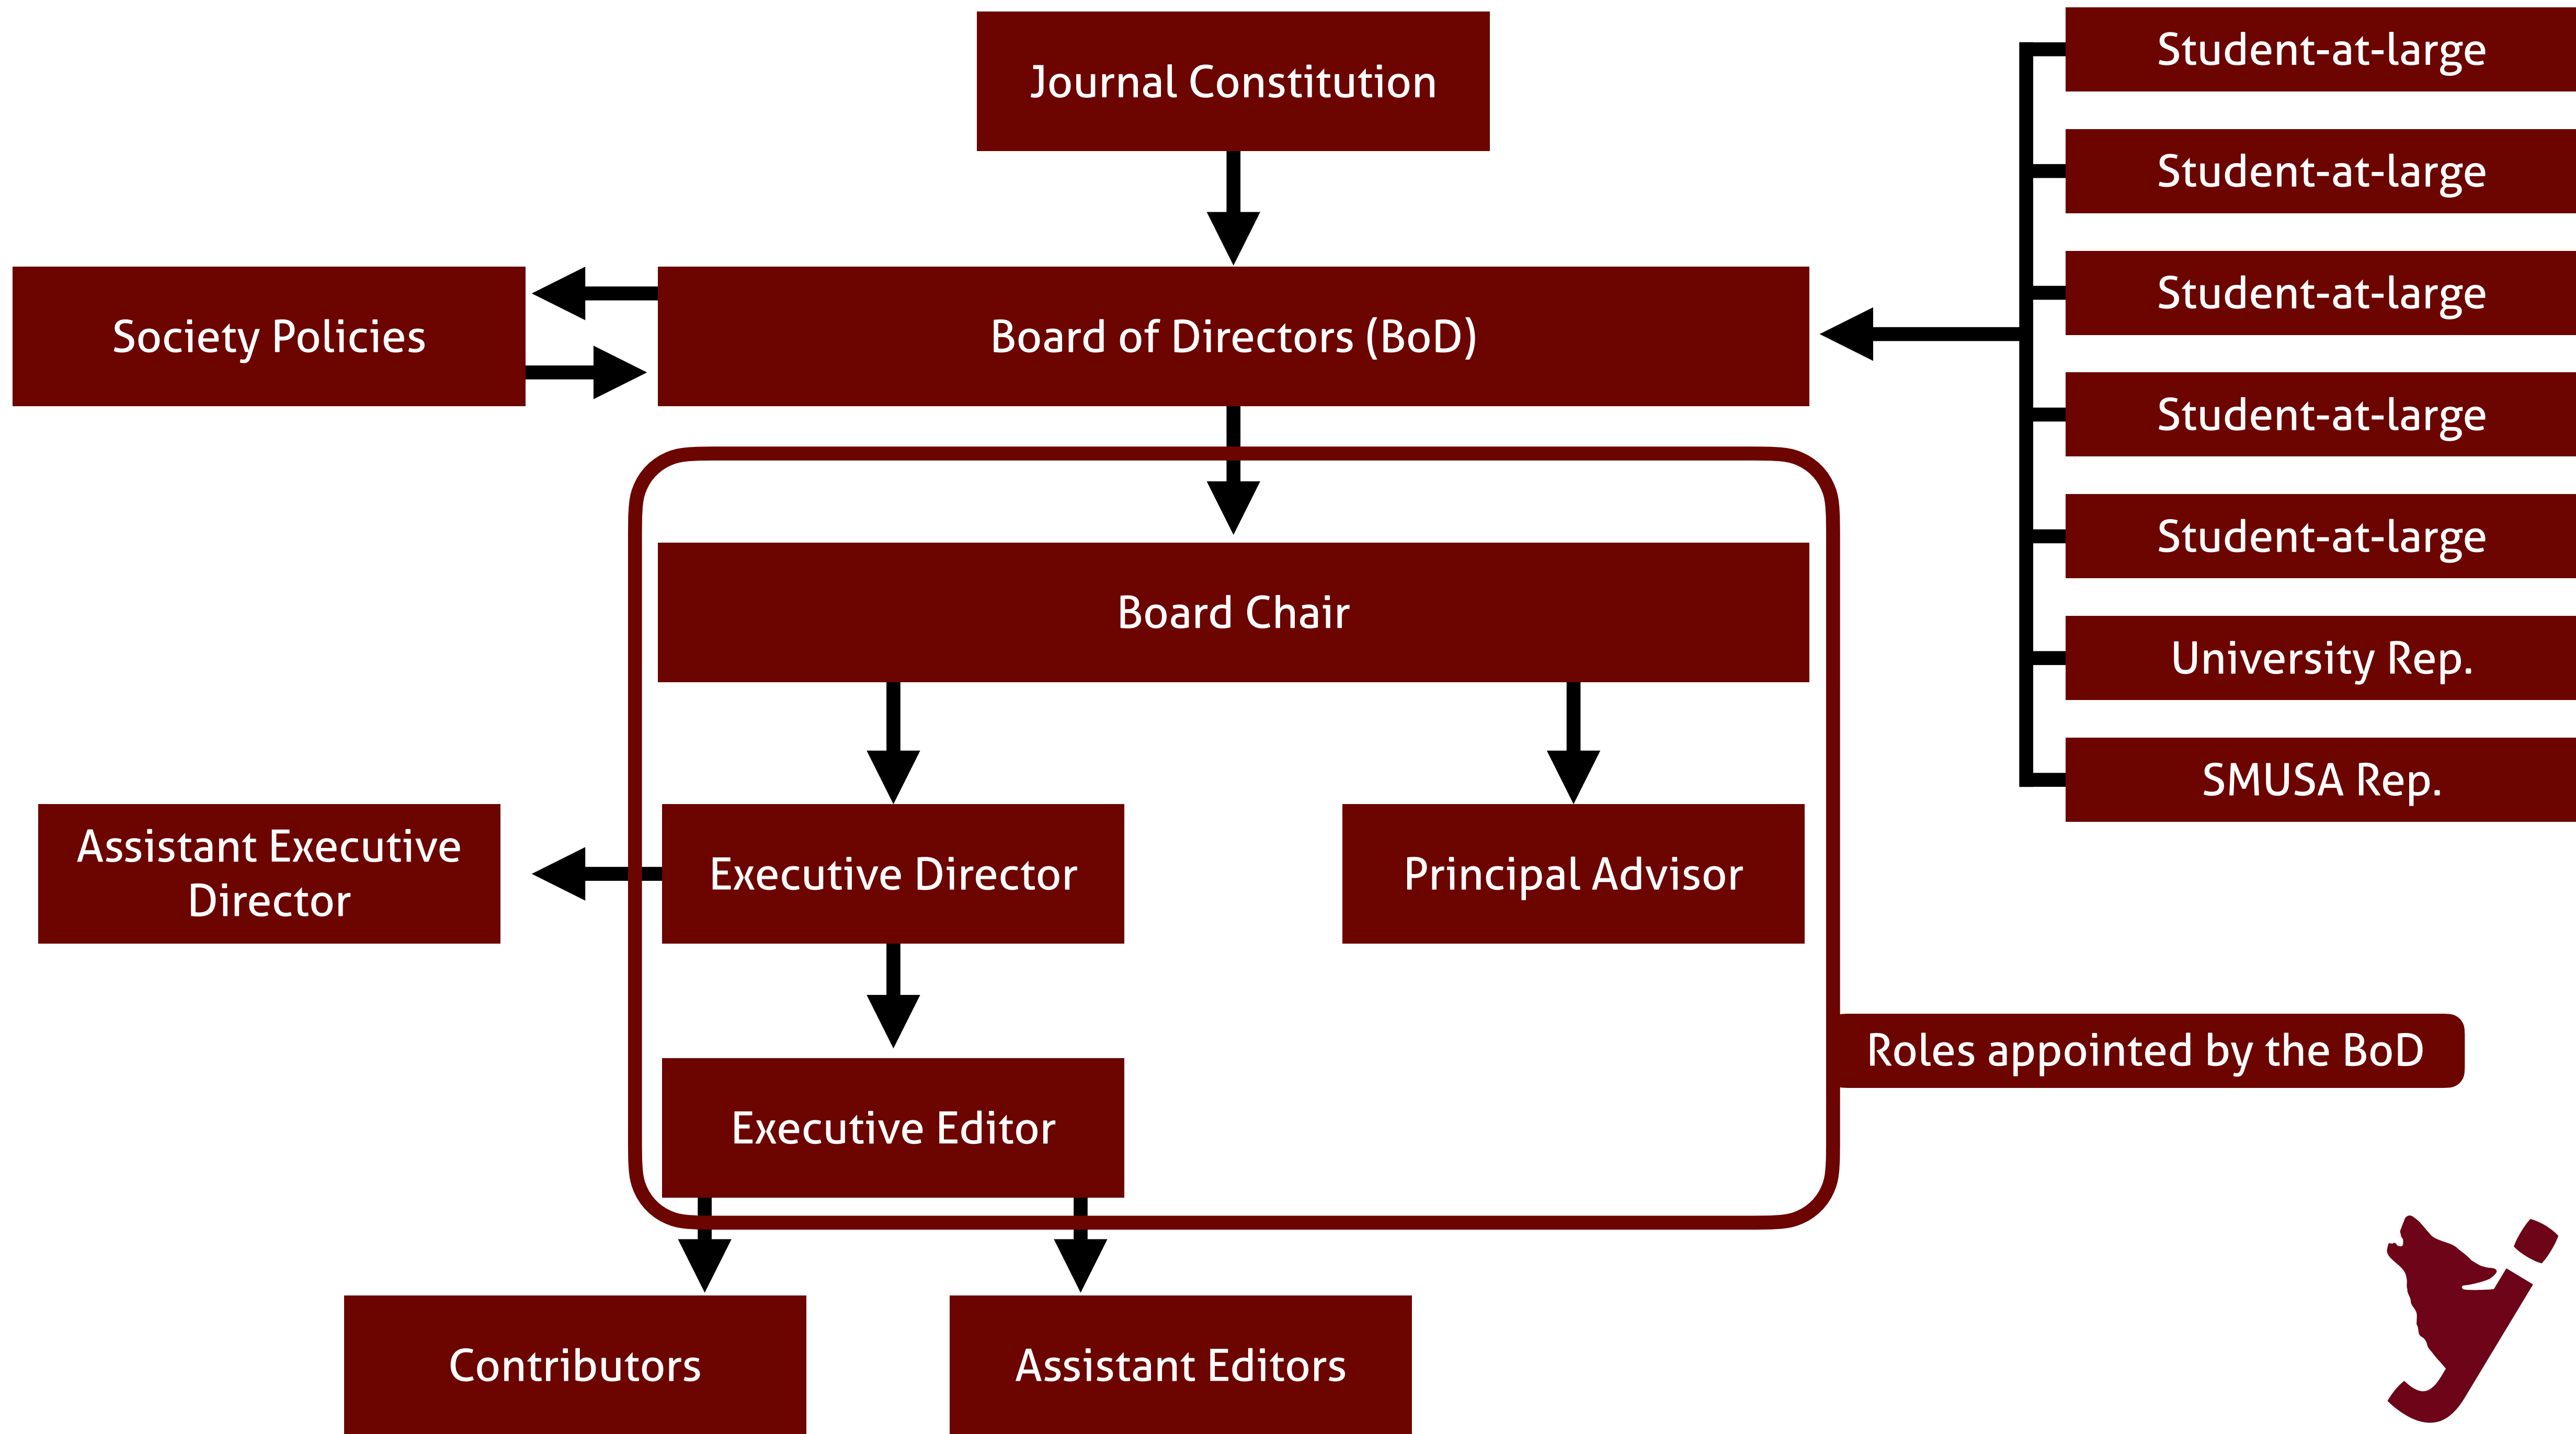 Journal Constitution
Society Policies
Board of Directors (BoD)
Board Chair
Assistant Executive
Director
Executive Director
Principal Advisor
Executive Editor
Contributors
Assistant Editors
Student-at-large
Student-at-large
Student-at-large
Student-at-large
Student-at-large
University Rep.
SMUSA Rep.
Roles appointed by the BoD